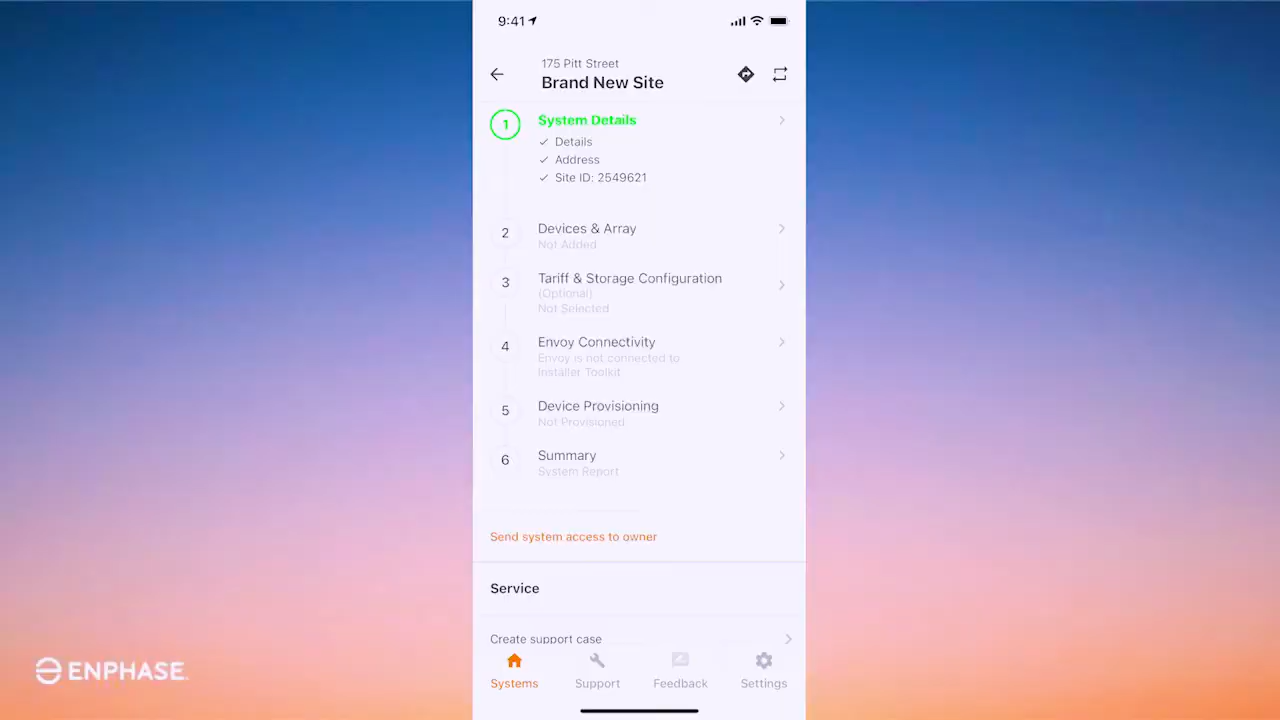 9:41
175 Pitt Street
Brand New Site
1
System Details
Details
Address
Site ID: 2549621
2
Devices & Array
Not Added
3
Tariff & Storage Configuration
(Optional)
Not Selected
4
Envoy Connectivity
Envoy is not connected to
Installer Toolkit
5
Device Provisioning
Not Provisioned
6
Summary
System Report
Send system access to owner
Service
Create support case
Systems
Support
Feedback
Settings
ENPHASE